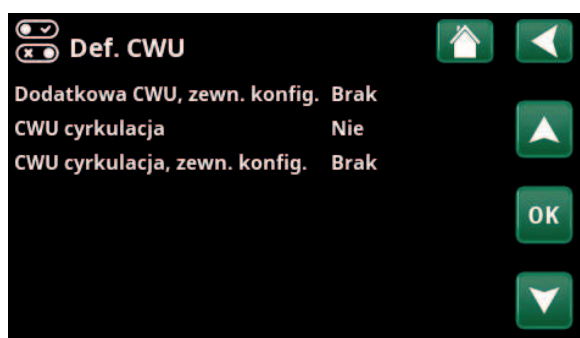 Def. CWU
Dodatkowa CWU, zewn. konfig. Brak
CWU cyrkulacja Nie
CWU cyrkulacja, zewn. konfig. Brak
OK